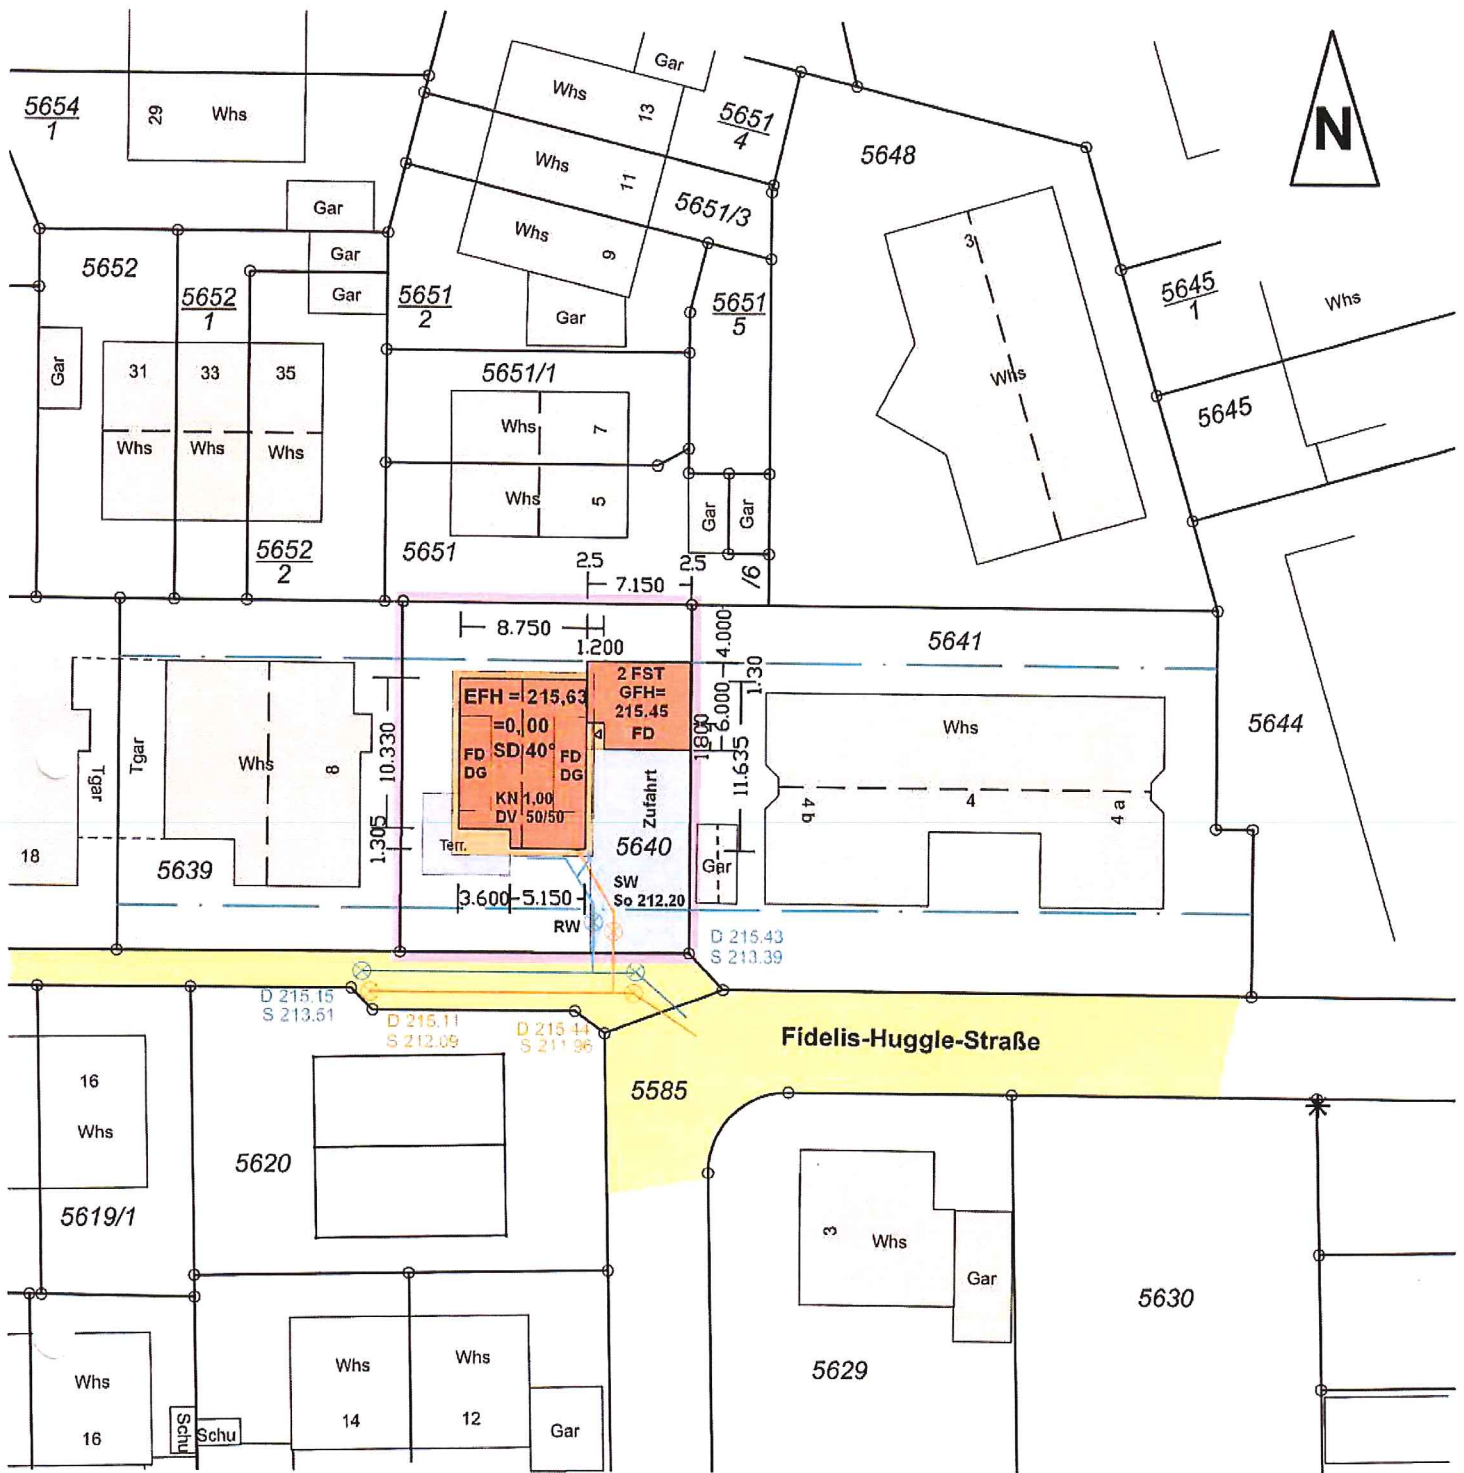 Gar
Whs
13
5651
4
5654
1
29
Whs
5648
N
Whs
11
5651/3
Gar
Whs
9
3
5652
Gar
5652
1
Gar
5651
2
5651
5
5645
1
Whs
Gar
Gar
31
33
35
5651/1
Whs
5645
Whs
7
Whs
Whs
Whs
Whs
5
Gar
Gar
5652
2
5651
2.5
2.5
/6
7.150
8.750
1.200
4.000
5641
1.30
2 FST
GFH=
215.45
FD
EFH = 215,63
=0,00
SD 40°
FD
DG
FD
DG
KN 1,00
DV 50/50
6.000
1.800
11.635
10.330
1.305
Whs
5644
Tgar
Tgar
Whs
8
Zufahrt
4b
4
4a
Terr.
5640
18
5639
Gar
SW
So 212.20
3.600
5.150
RW
D 215.43
S 213.39
D 215.15
S 213.51
D 215.11
S 212.09
D 215.44
S 211.96
Fidelis-Huggle-Straße
16
Whs
5585
5620
5619/1
3
Whs
Gar
5630
Whs
16
Whs
14
Whs
12
5629
Schu
Schu
Gar